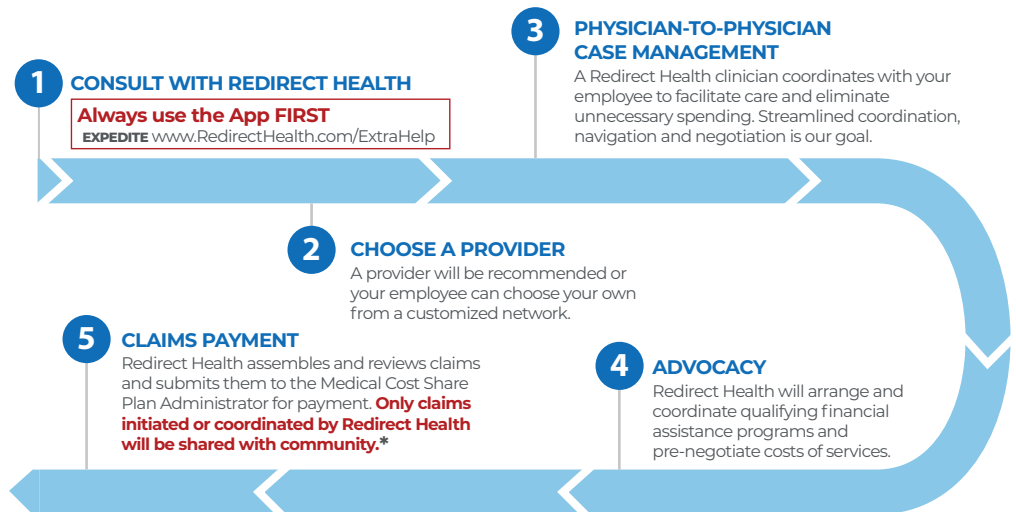 1
CONSULT WITH REDIRECT HEALTH
Always use the App FIRST
EXPEDITE www.RedirectHealth.com/ExtraHelp
2
CHOOSE A PROVIDER
A provider will be recommended or
your employee can choose your own
from a customized network.
3
PHYSICIAN-TO-PHYSICIAN
CASE MANAGEMENT
A Redirect Health clinician coordinates with your
employee to facilitate care and eliminate
unnecessary spending. Streamlined coordination,
navigation and negotiation is our goal.
4
ADVOCACY
Redirect Health will arrange and
coordinate qualifying financial
assistance programs and
pre-negotiate costs of services.
5
CLAIMS PAYMENT
Redirect Health assembles and reviews claims
and submits them to the Medical Cost Share
Plan Administrator for payment. Only claims
initiated or coordinated by Redirect Health
will be shared with community.*